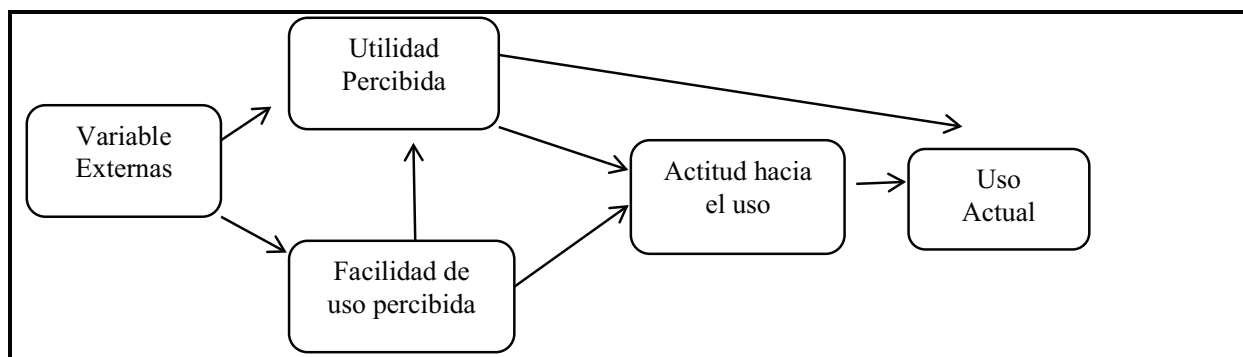 Utilidad
Percibida
Variable
Externas
Actitud hacia
el uso
Uso
Actual
Facilidad de
uso percibida